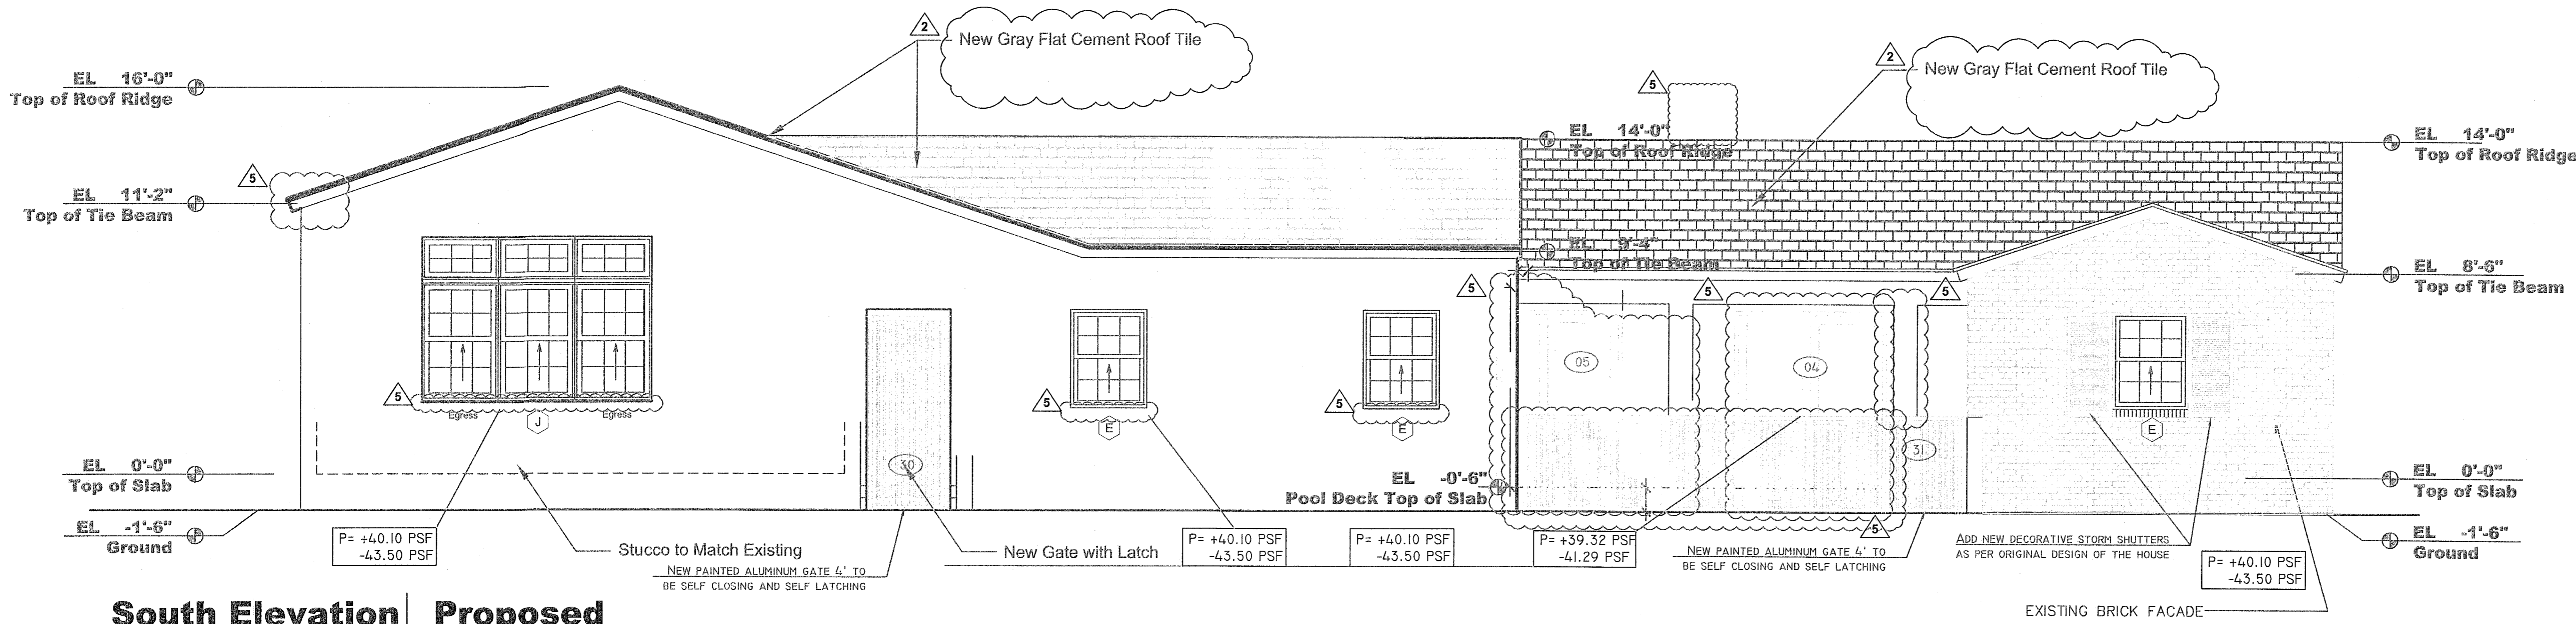 2
New Gray Flat Cement Roof Tile
2
New Gray Flat Cement Roof Tile
5
EL 16'-0"
Top of Roof Ridge
EL 14'-0"
Top of Roof Ridge
EL 14'-0"
Top of Roof Ridge
5
EL 11'-2"
Top of Tie Beam
EL 9'-4"
Top of Tie Beam
EL 8'-6"
Top of Tie Beam
5
5
5
05
04
5
Egress
J
Egress
5
E
5
E
E
30
31
EL 0'-0"
Top of Slab
EL -0'-6"
Pool Deck Top of Slab
EL 0'-0"
Top of Slab
EL -1'-6"
Ground
5
EL -1'-6"
Ground
P= +40.10 PSF
-43.50 PSF
Stucco to Match Existing
NEW PAINTED ALUMINUM GATE 4' TO
BE SELF CLOSING AND SELF LATCHING
New Gate with Latch
P= +40.10 PSF
-43.50 PSF
P= +40.10 PSF
-43.50 PSF
P= +39.32 PSF
-41.29 PSF
NEW PAINTED ALUMINUM GATE 4' TO
BE SELF CLOSING AND SELF LATCHING
ADD NEW DECORATIVE STORM SHUTTERS
AS PER ORIGINAL DESIGN OF THE HOUSE
P= +40.10 PSF
-43.50 PSF
EXISTING BRICK FACADE
South Elevation Proposed